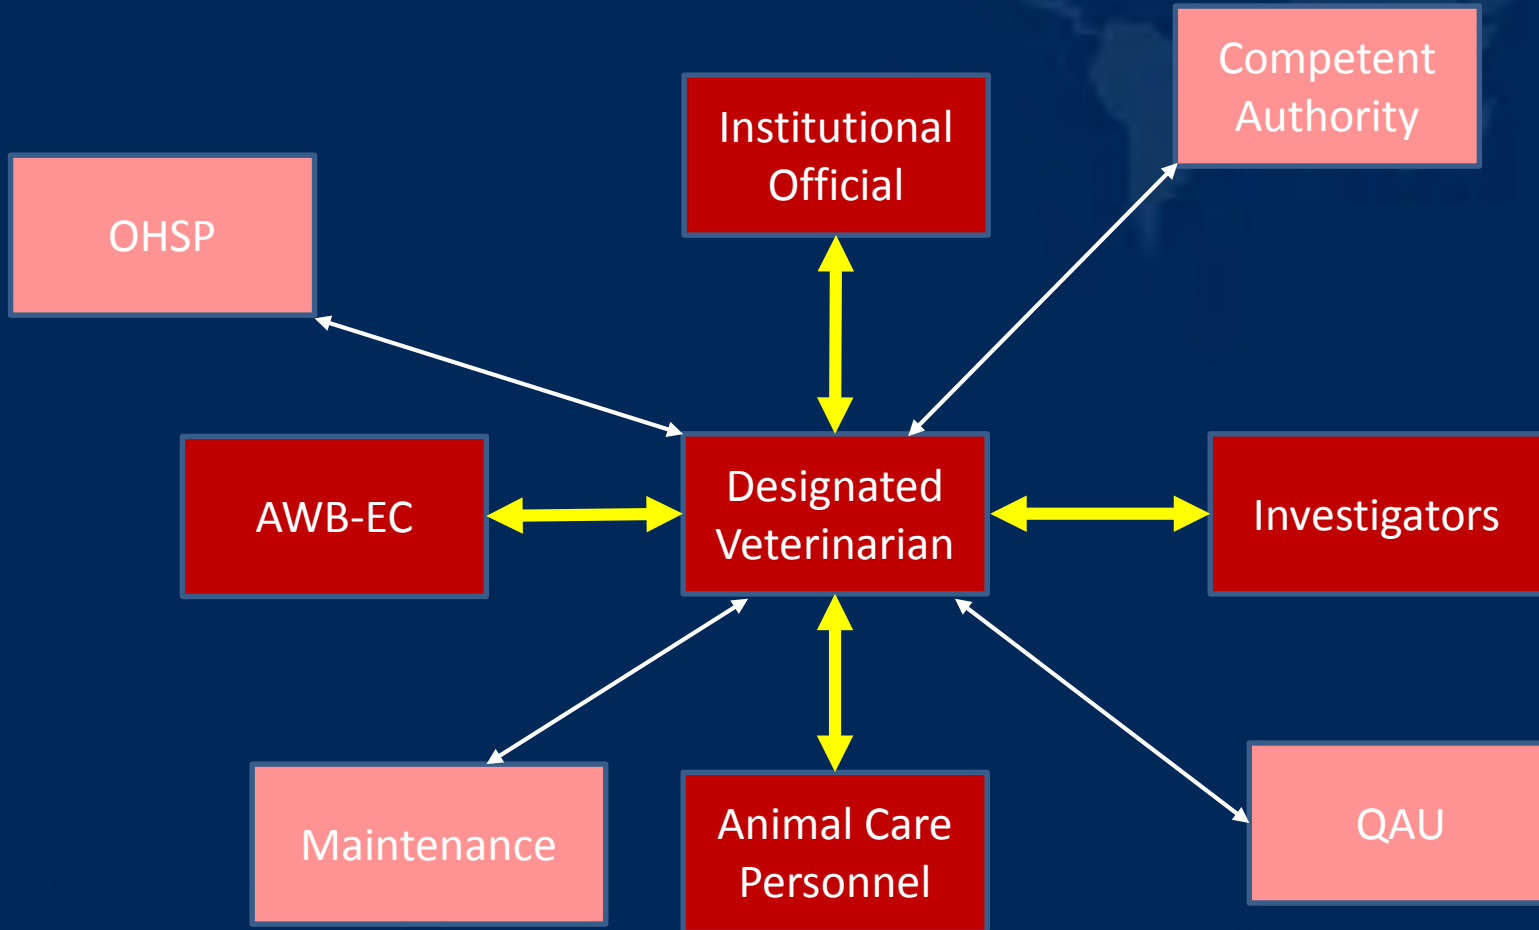 Competent
Authority
Institutional
Official
OHSP
AWB-EC
Designated
Veterinarian
Investigators
Maintenance
Animal Care
Personnel
QAU